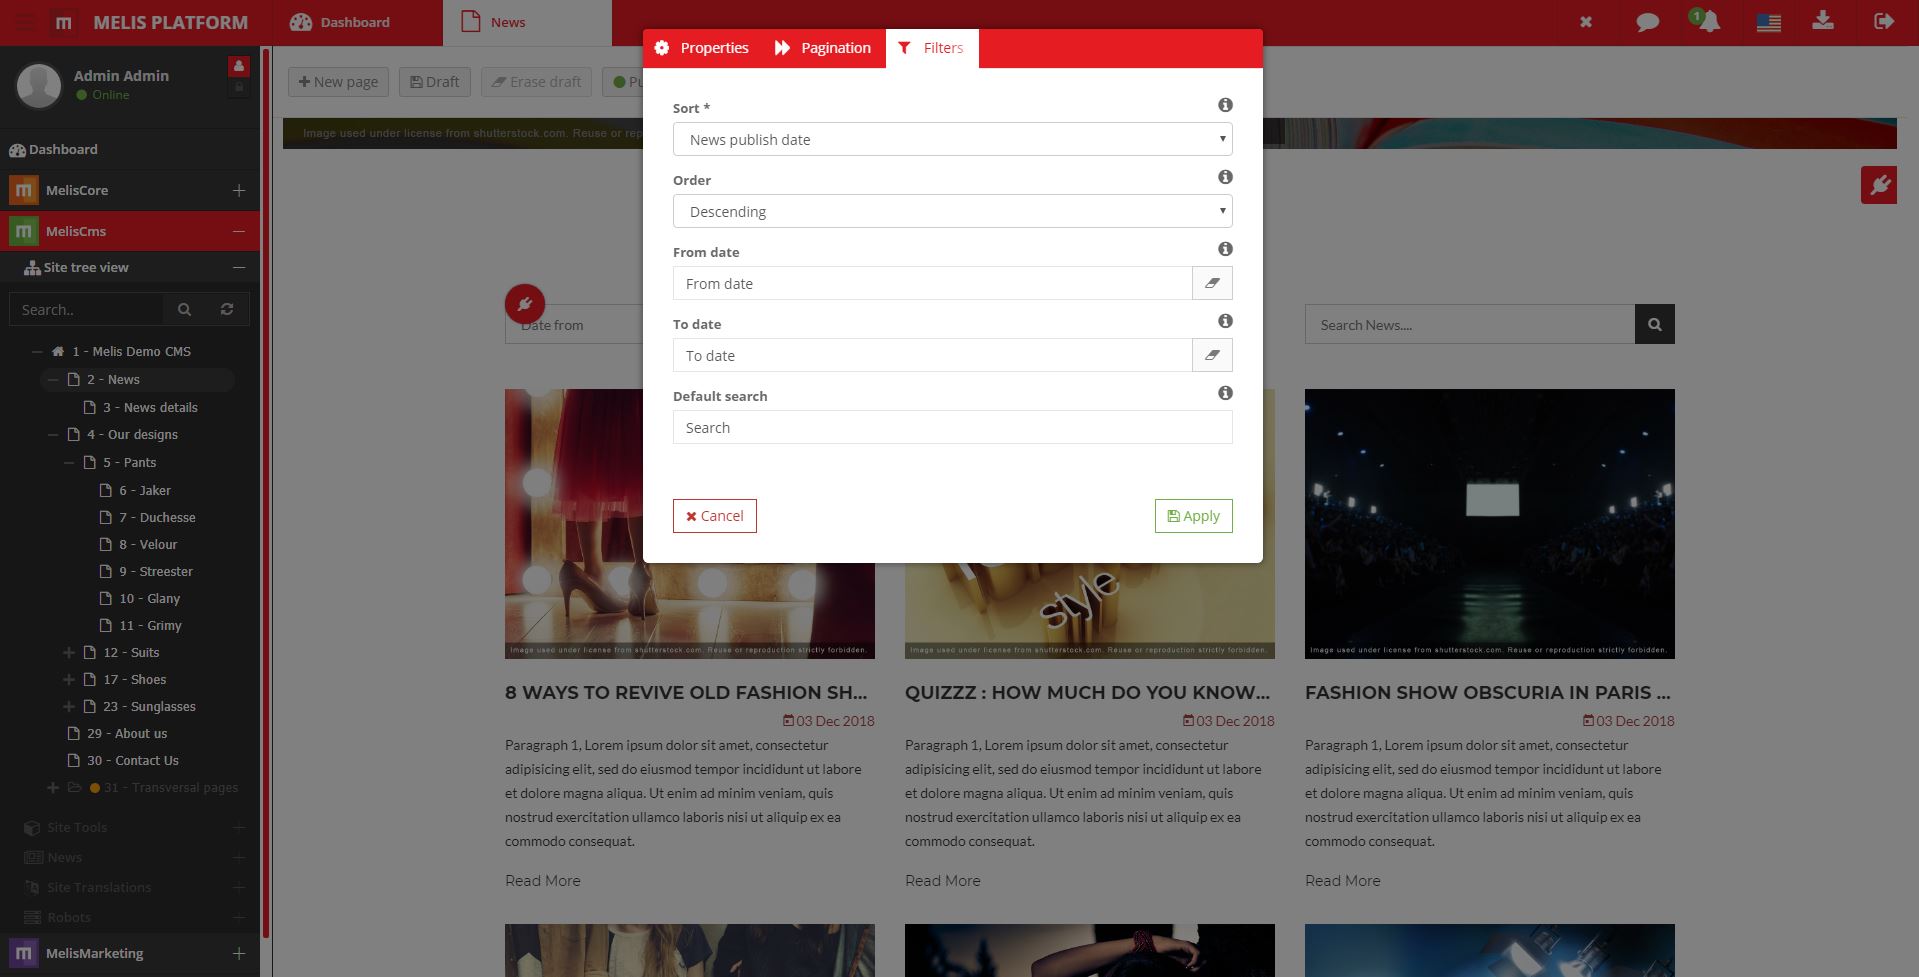 MELIS PLATFORM
Dashboard
News
1
Admin Admin
Online
Dashboard
MelisCore
MelisCms
Site tree view
Search..
1 - Melis Demo CMS
2 - News
3 - News details
4 - Our designs
5 - Pants
6 - Jaker
7 - Duchesse
8 - Velour
9 - Streester
10 - Glany
11 - Grimy
12 - Suits
17 - Shoes
23 - Sunglasses
29 - About us
30 - Contact Us
31 - Transversal pages
Site Tools
News
Site Translations
Robots
MelisMarketing
New page
Draft
Erase draft
Pu
Image used under license from shutterstock.com. Reuse or rep
Properties
Pagination
Filters
Sort *
News publish date
Order
Descending
From date
From date
To date
To date
Default search
Search
Cancel
Apply
Date from
Search News....
style
Image used under license from shutterstock.com. Reuse or reproduction strictly forbidden.
Image used under license from shutterstock.com. Reuse or reproduction strictly forbidden.
Image used under license from shutterstock.com. Reuse or reproduction strictly forbidden.
8 WAYS TO REVIVE OLD FASHION SH...
03 Dec 2018
Paragraph 1, Lorem ipsum dolor sit amet, consectetur
adipisicing elit, sed do eiusmod tempor incididunt ut labore
et dolore magna aliqua. Ut enim ad minim veniam, quis
nostrud exercitation ullamco laboris nisi ut aliquip ex ea
commodo consequat.
Read More
QUIZZZ : HOW MUCH DO YOU KNOW...
03 Dec 2018
Paragraph 1, Lorem ipsum dolor sit amet, consectetur
adipisicing elit, sed do eiusmod tempor incididunt ut labore
et dolore magna aliqua. Ut enim ad minim veniam, quis
nostrud exercitation ullamco laboris nisi ut aliquip ex ea
commodo consequat.
Read More
FASHION SHOW OBSCURIA IN PARIS ...
03 Dec 2018
Paragraph 1, Lorem ipsum dolor sit amet, consectetur
adipisicing elit, sed do eiusmod tempor incididunt ut labore
et dolore magna aliqua. Ut enim ad minim veniam, quis
nostrud exercitation ullamco laboris nisi ut aliquip ex ea
commodo consequat.
Read More